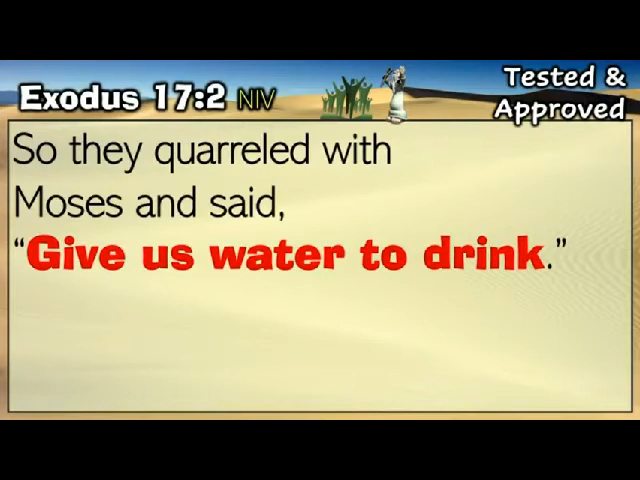 Exodus 17:2 NIV
Tested &
Approved
So they quarreled with
Moses and said,
“Give us water to drink.”